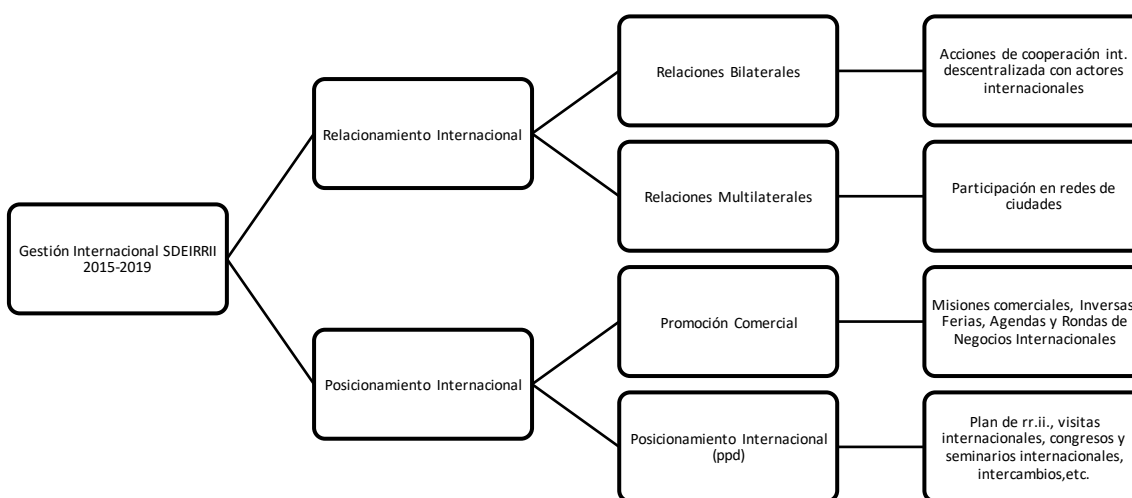 Gestión Internacional SDEIRRII
2015-2019
Relacionamiento Internacional
Relaciones Bilaterales
Acciones de cooperación int.
descentralizada con actores
internacionales
Relaciones Multilaterales
Participación en redes de
ciudades
Posicionamiento Internacional
Promoción Comercial
Misiones comerciales, Inversas
Ferias, Agendas y Rondas de
Negocios Internacionales
Posicionamiento Internacional
(ppd)
Plan de rr.ii., visitas
internacionales, congresos y
seminarios internacionales,
intercambios,etc.